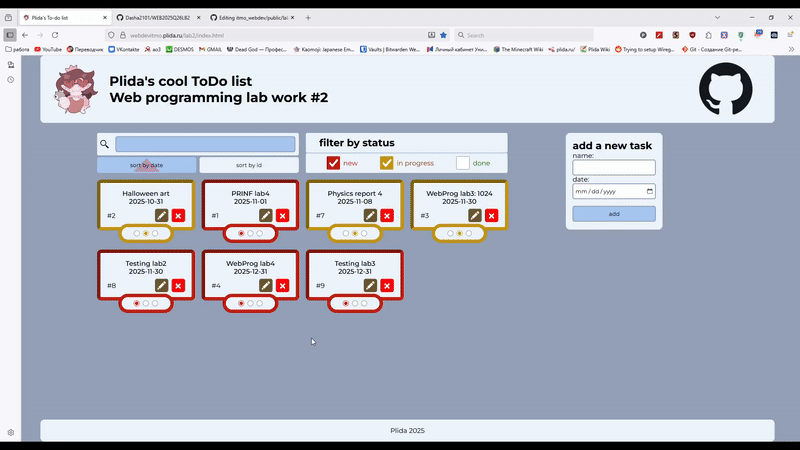 Plida's To-do list
Dasha2101/WEB2025Q26LB2
Editing itmo_webdev/public/lal
webdevitmo.plida.ru/lab2/index.html
Search
работа
YouTube
Переводчик
VKontakte
ao3
DESMOS
GMAIL
Dead God — Професс
Kaomoji: Japanese Em
Vaults | Bitwarden We
Личный кабинет Уни
The Minecraft Wiki
plida.ru/
Plida Wiki
Trying to setup Wireg
Git - Создание Git-ре
Plida's cool ToDo list
Web programming lab work #2
filter by status
new
in progress
done
sort by date
sort by id
add a new task
name:
date:
mm / dd / yyyy
add
Halloween art
2025-10-31
#2
PRINF lab4
2025-11-01
#1
Physics report 4
2025-11-08
#7
WebProg lab3: 1024
2025-11-30
#3
Testing lab2
2025-11-30
#8
WebProg lab4
2025-12-31
#4
Testing lab3
2025-12-31
#9
Plida 2025